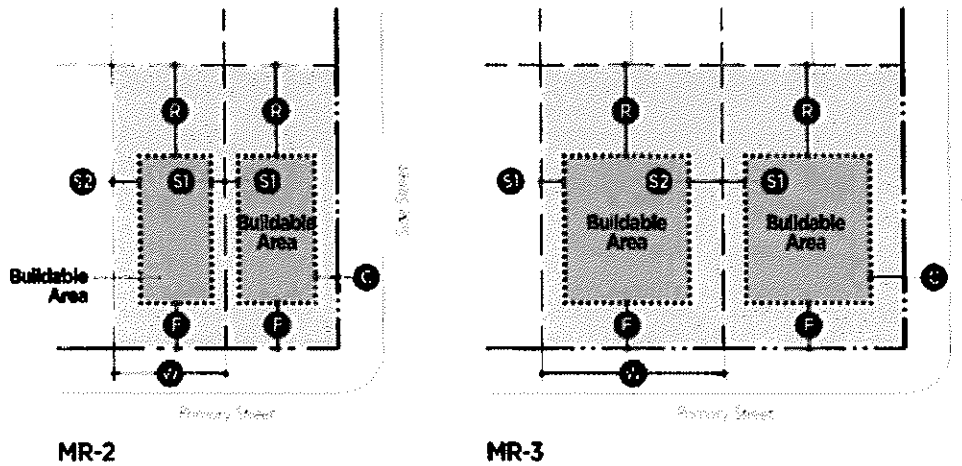 R
R
R
R
S2
S1
S1
S1
S2
S1
Buildable
Area
Buildable
Area
Buildable
Area
Buildable
Area
C
F
F
F
F
W
Primary Street
Primary Street
MR-2
MR-3